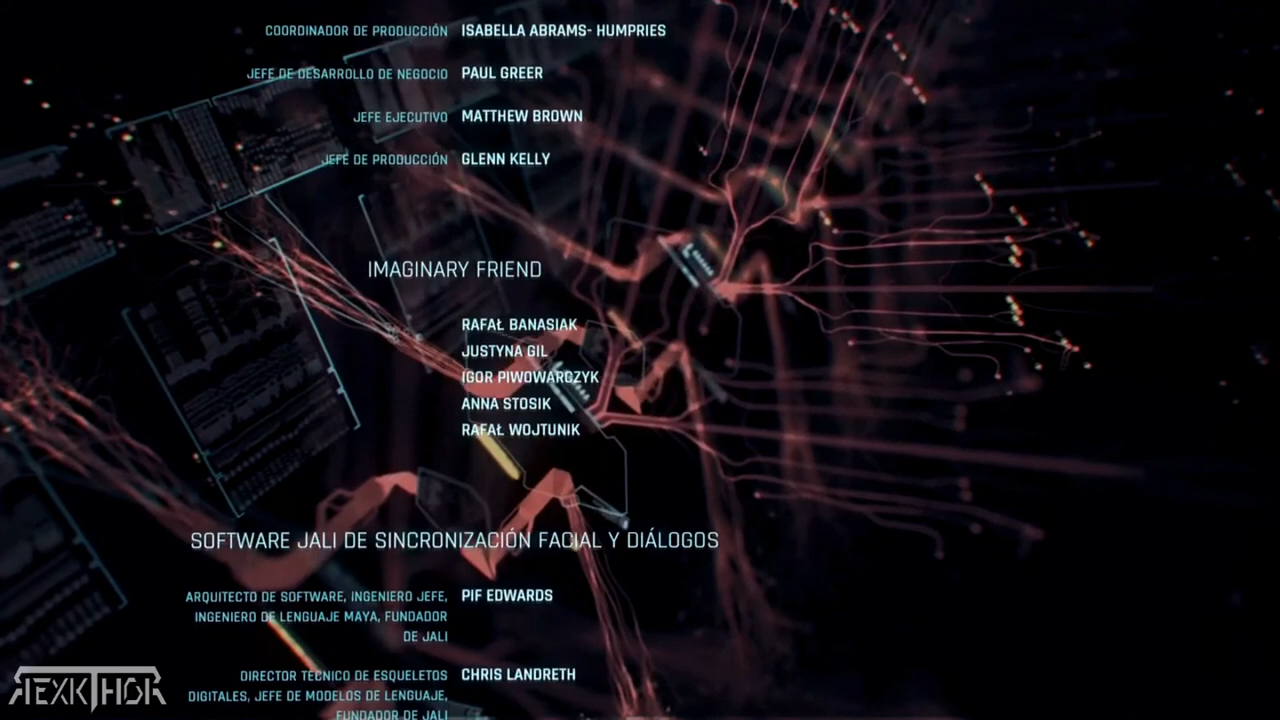 COORDINADOR DE PRODUCCIÓN ISABELLA ABRAMS- HUMPRIES
JEFE DE DESARROLLO DE NEGOCIO PAUL GREER
JEFE EJECUTIVO MATTHEW BROWN
JEFE DE PRODUCCIÓN GLENN KELLY
IMAGINARY FRIEND
RAFAŁ BANASIAK
JUSTYNA GIL
IGOR PIWOWARCZYK
ANNA STOSIK
RAFAŁ WOJTUNIK
SOFTWARE JALI DE SINCRONIZACIÓN FACIAL Y DIÁLOGOS
ARQUITECTO DE SOFTWARE, INGENIERO JEFE, PIF EDWARDS
INGENIERO DE LENGUAJE MAYA, FUNDADOR
DE JALI
DIRECTOR TÉCNICO DE ESQUELETOS CHRIS LANDRETH
DIGITALES, JEFE DE MODELOS DE LENGUAJE,
FUNDADOR DE JALI
TEXKTHOR